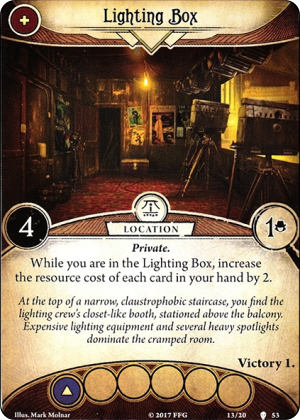 Lighting Box
4
LOCATION
1
Private.
While you are in the Lighting Box, increase
the resource cost of each card in your hand by 2.
At the top of a narrow, claustrophobic staircase, you find the
lighting crew's closet-like booth, stationed above the balcony.
Expensive lighting equipment and several heavy spotlights
dominate the cramped room.
Victory 1.
Illus. Mark Molnar
© 2017 FFG
13/20
53